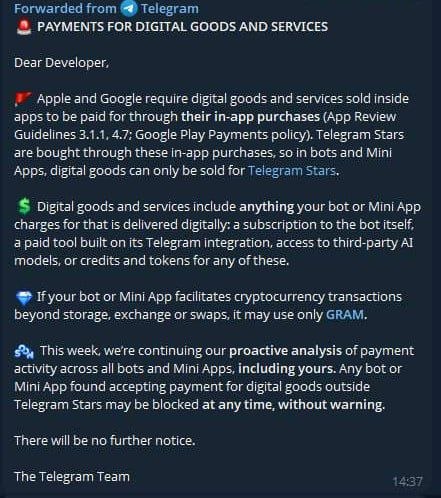 Forwarded from Telegram
🚨 PAYMENTS FOR DIGITAL GOODS AND SERVICES
Dear Developer,
🚩 Apple and Google require digital goods and services sold inside
apps to be paid for through their in-app purchases (App Review
Guidelines 3.1.1, 4.7; Google Play Payments policy). Telegram Stars
are bought through these in-app purchases, so in bots and Mini
Apps, digital goods can only be sold for Telegram Stars.
💲 Digital goods and services include anything your bot or Mini App
charges for that is delivered digitally: a subscription to the bot itself,
a paid tool built on its Telegram integration, access to third-party AI
models, or credits and tokens for any of these.
💎 If your bot or Mini App facilitates cryptocurrency transactions
beyond storage, exchange or swaps, it may use only GRAM.
This week, we're continuing our proactive analysis of payment
activity across all bots and Mini Apps, including yours. Any bot or
Mini App found accepting payment for digital goods outside
Telegram Stars may be blocked at any time, without warning.
There will be no further notice.
The Telegram Team
14:37